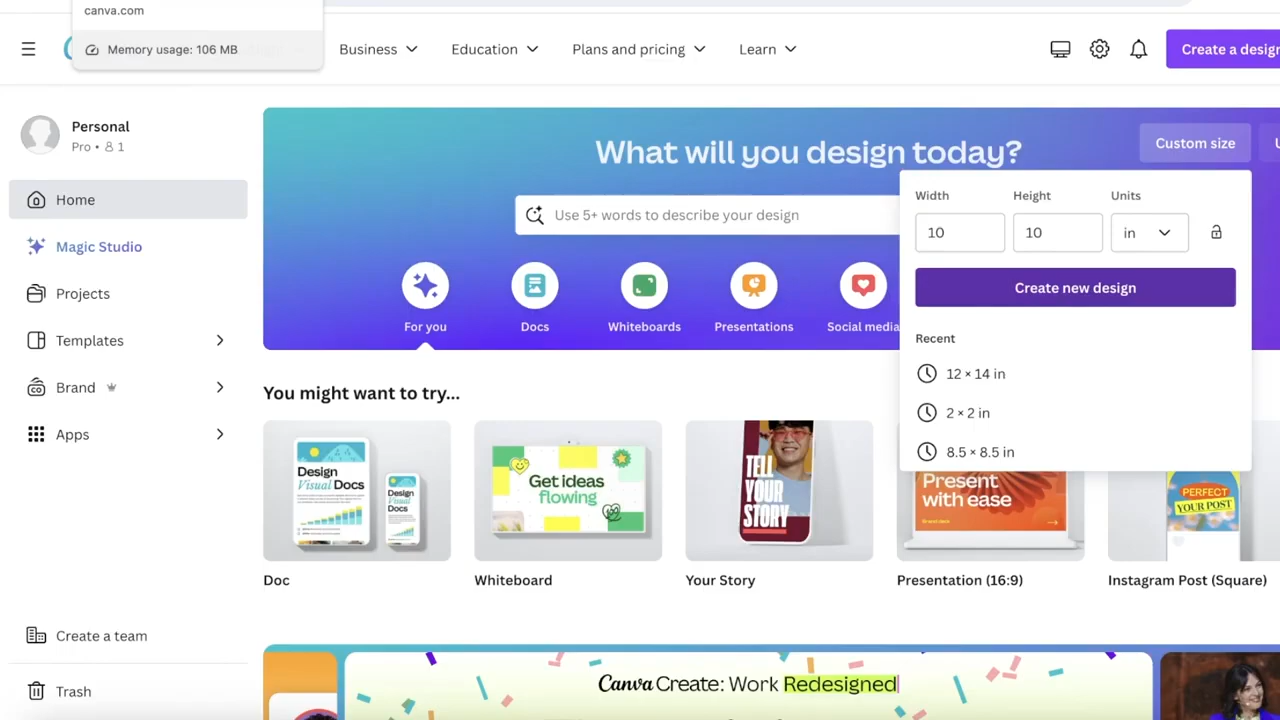 canva.com
Memory usage: 106 MB
Business
Education
Plans and pricing
Learn
Create a design
Personal
Pro • 1
Home
Magic Studio
Projects
Templates
Brand
Apps
Create a team
Trash
What will you design today?
Custom size
Use 5+ words to describe your design
For you
Docs
Whiteboards
Presentations
Social media
Width
Height
Units
10
10
in
Create new design
Recent
12 × 14 in
2 × 2 in
8.5 × 8.5 in
You might want to try...
Design
Visual Docs
Design
Visual
Docs
Get ideas
flowing
TELL
YOUR
STORY
Present
with ease
PERFECT
YOUR POST
Doc
Whiteboard
Your Story
Presentation (16:9)
Instagram Post (Square)
Canva Create: Work Redesigned